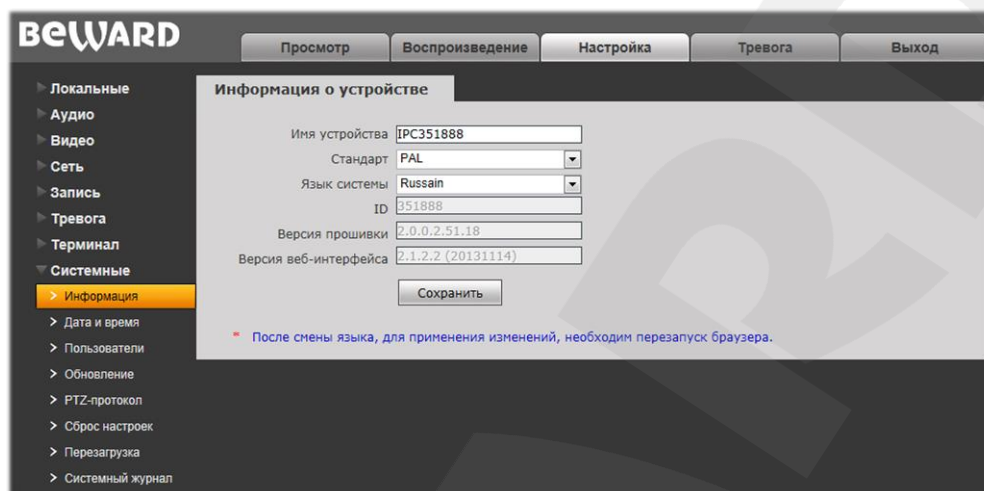 BEWARD
Просмотр Воспроизведение Настройка Тревога Выход
Локальные
Аудио
Видео
Сеть
Запись
Тревога
Терминал
Системные
Информация
Дата и время
Пользователи
Обновление
PTZ-протокол
Сброс настроек
Перезагрузка
Системный журнал
Информация о устройстве
Имя устройства IPC351888
Стандарт PAL
Язык системы Russain
ID 351888
Версия прошивки 2.0.0.2.51.18
Версия веб-интерфейса 2.1.2.2 (20131114)
Сохранить
* После смены языка, для применения изменений, необходим перезапуск браузера.